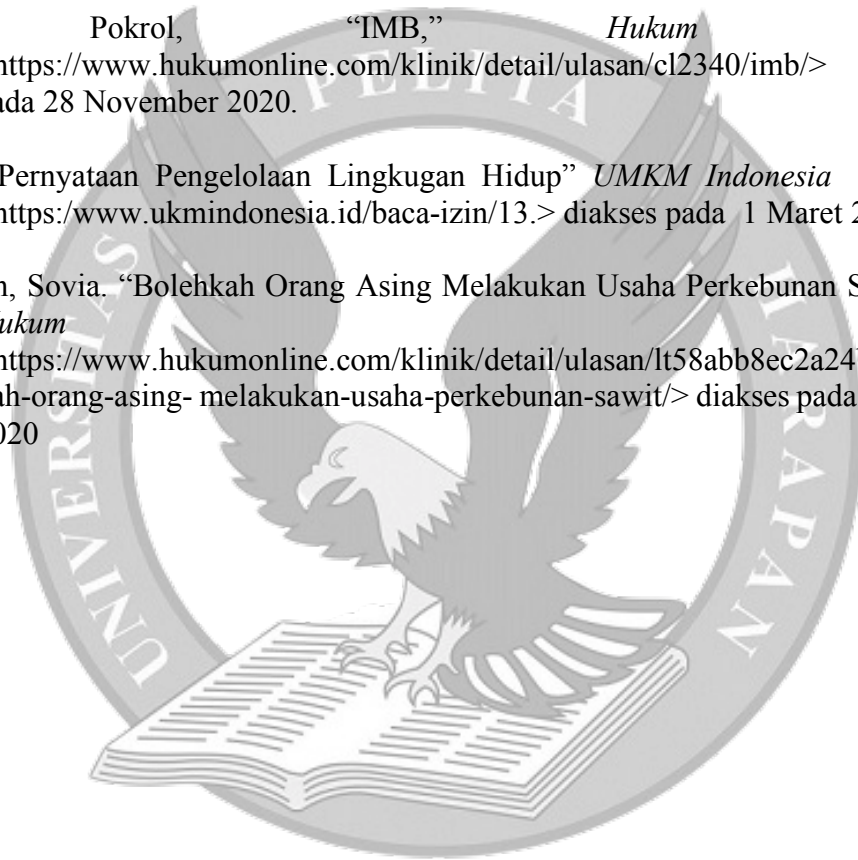 Pokrol, “IMB,” Hukum
https://www.hukumonline.com/klinik/detail/ulasan/cl2340/imb/>
ada 28 November 2020.
Pernyataan Pengelolaan Lingkugan Hidup” UMKM Indonesia
https:/www.ukmindonesia.id/baca-izin/13.> diakses pada 1 Maret 2
n, Sovia. “Bolehkah Orang Asing Melakukan Usaha Perkebunan S
ukum
https://www.hukumonline.com/klinik/detail/ulasan/lt58abb8ec2a24
ah-orang-asing- melakukan-usaha-perkebunan-sawit/> diakses pada
020
UNIVERSITAS PELITA HARAPAN